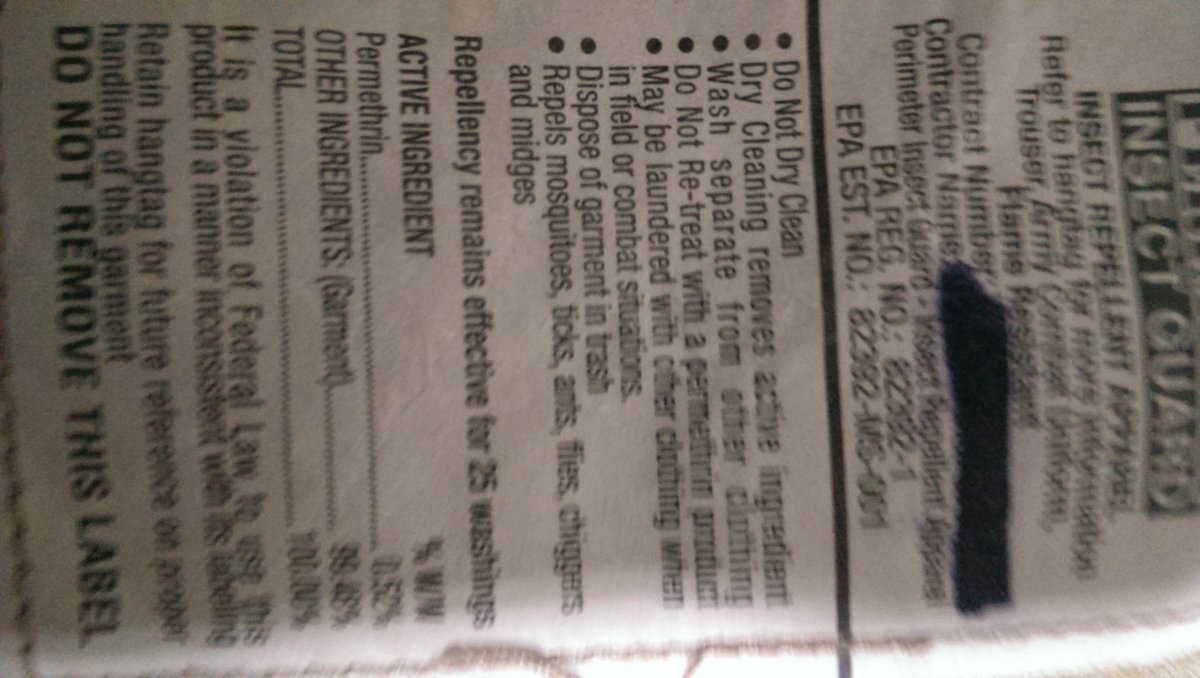 INSECT GUARD
INSECT REPELLENT APPAREL
Refer to hangtag for more information
Trouser, Army Combat Uniform,
Flame Resistant
Contract Number
Contractor Name
Perimeter Insect Guard - Insect Repellent Apparel
EPA REG. NO.: 82392-1
EPA EST. NO.: 82392-MS-001
• Do Not Dry Clean
• Dry Cleaning removes active ingredient
• Wash separate from other clothing
• Do Not Re-treat with a permethrin product
• May be laundered with other clothing when
in field or combat situations.
• Dispose of garment in trash
• Repels mosquitoes, ticks, ants, flies, chiggers
and midges
Repellency remains effective for 25 washings
ACTIVE INGREDIENT % W/W
Permethrin........................ 0.52%
OTHER INGREDIENTS: (Garment)............ 99.48%
TOTAL........................ 100.00%
It is a violation of Federal Law to use this
product in a manner inconsistent with its labeling
Retain hangtag for future reference on proper
handling of this garment
DO NOT REMOVE THIS LABEL